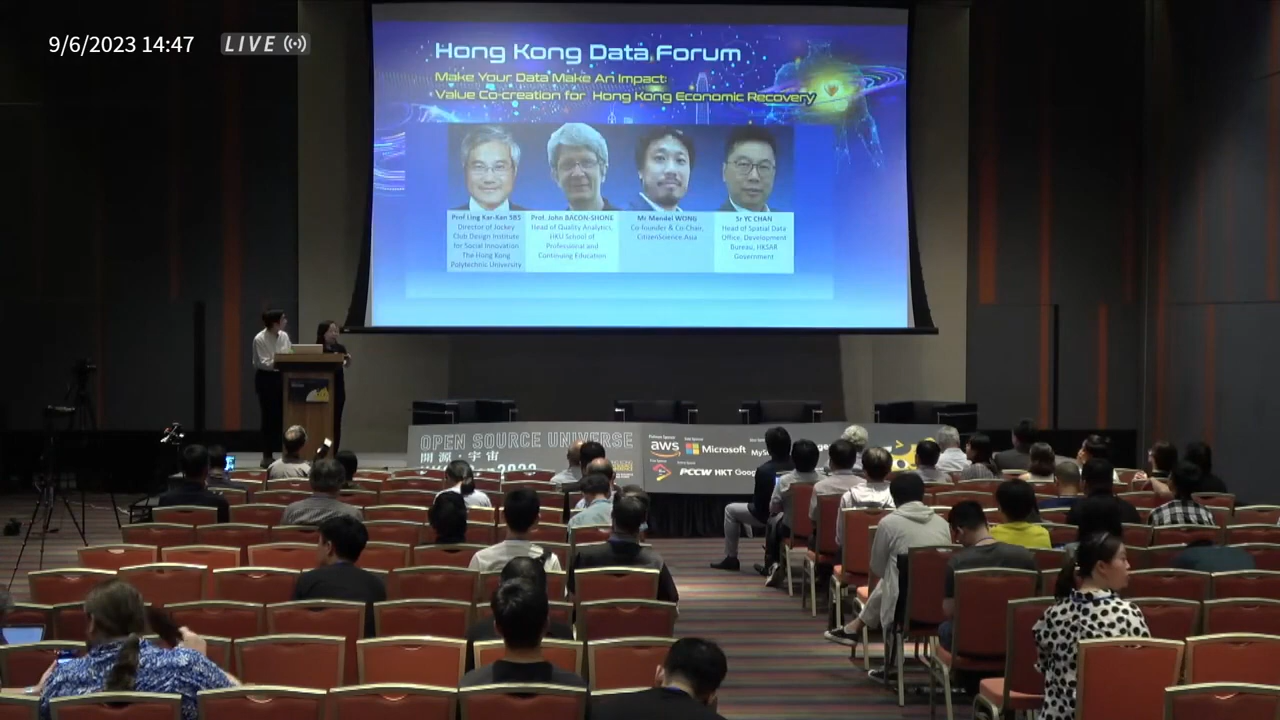 9/6/2023 14:47
LIVE
Hong Kong Data Forum
Make Your Data Make An Impact:
Value Co-creation for Hong Kong Economic Recovery
Prof Ling Kar-Kan SBS
Director of Jockey
Club Design Institute
for Social Innovation
The Hong Kong
Polytechnic University
Prof. John BACON-SHONE
Head of Quality Analytics,
HKU School of
Professional and
Continuing Education
Mr Mandel WONG
Co-founder & Co-Chair,
CitizenScience.Asia
Sr YC CHAN
Head of Spatial Data
Office, Development
Bureau, HKSAR
Government
OPEN SOURCE UNIVERSE
開源·宇宙
aws
Microsoft
MyS
PCCW HKT
Goog